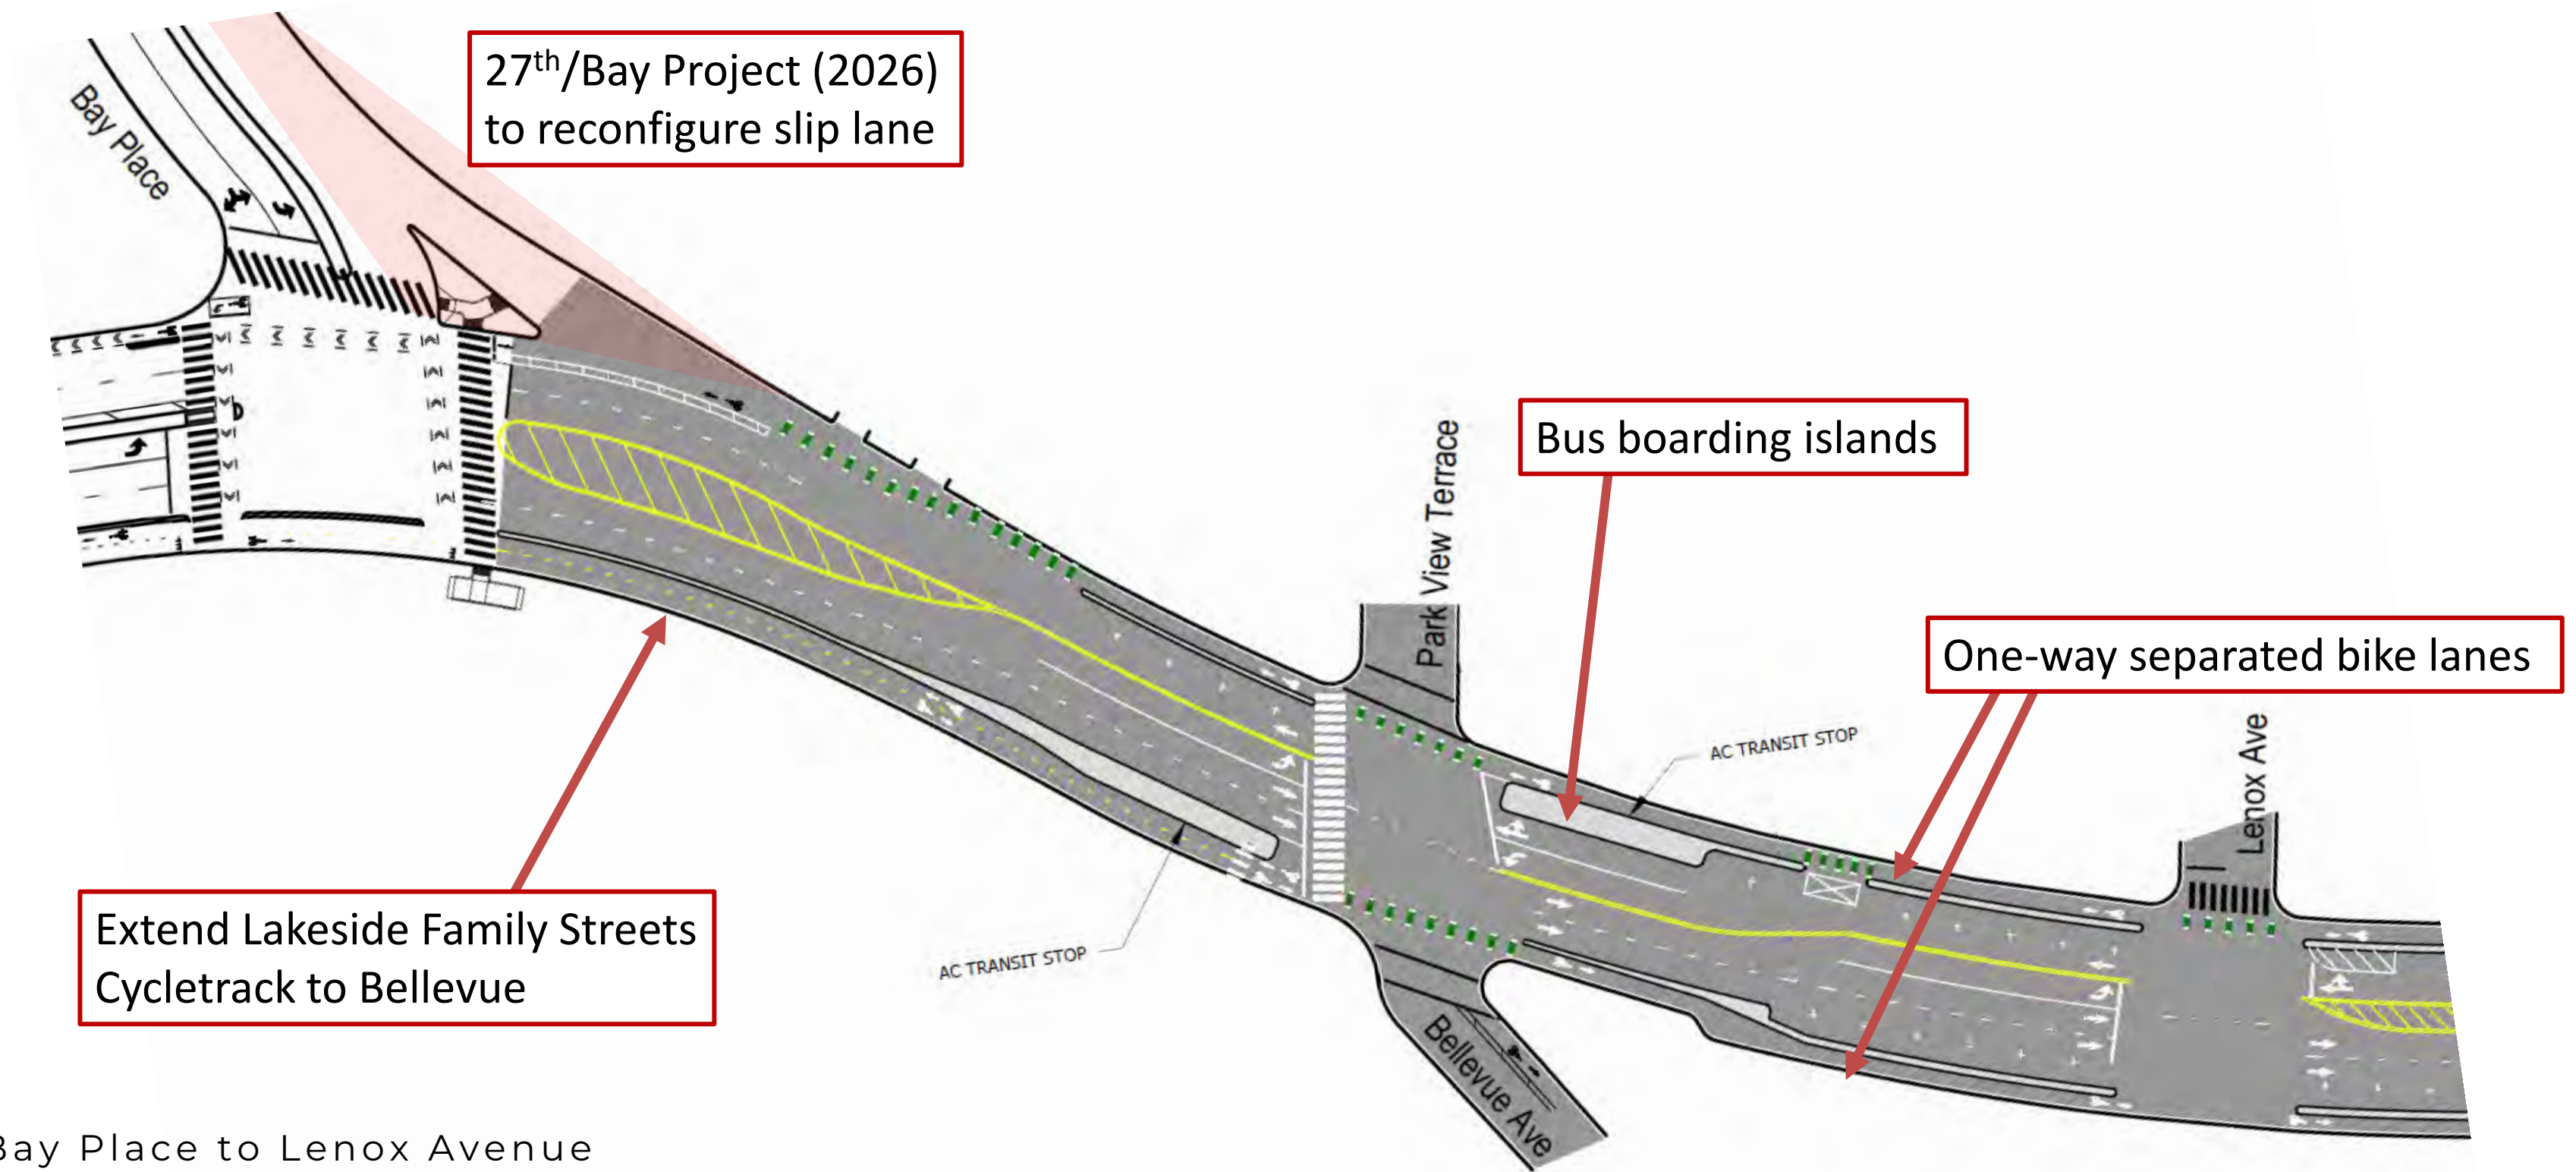 27th/Bay Project (2026)
to reconfigure slip lane
Bay Place
Bus boarding islands
Park View Terrace
One-way separated bike lanes
AC TRANSIT STOP
Lenox Ave
Extend Lakeside Family Streets
Cycletrack to Bellevue
AC TRANSIT STOP
Bellevue Ave
Bay Place to Lenox Avenue